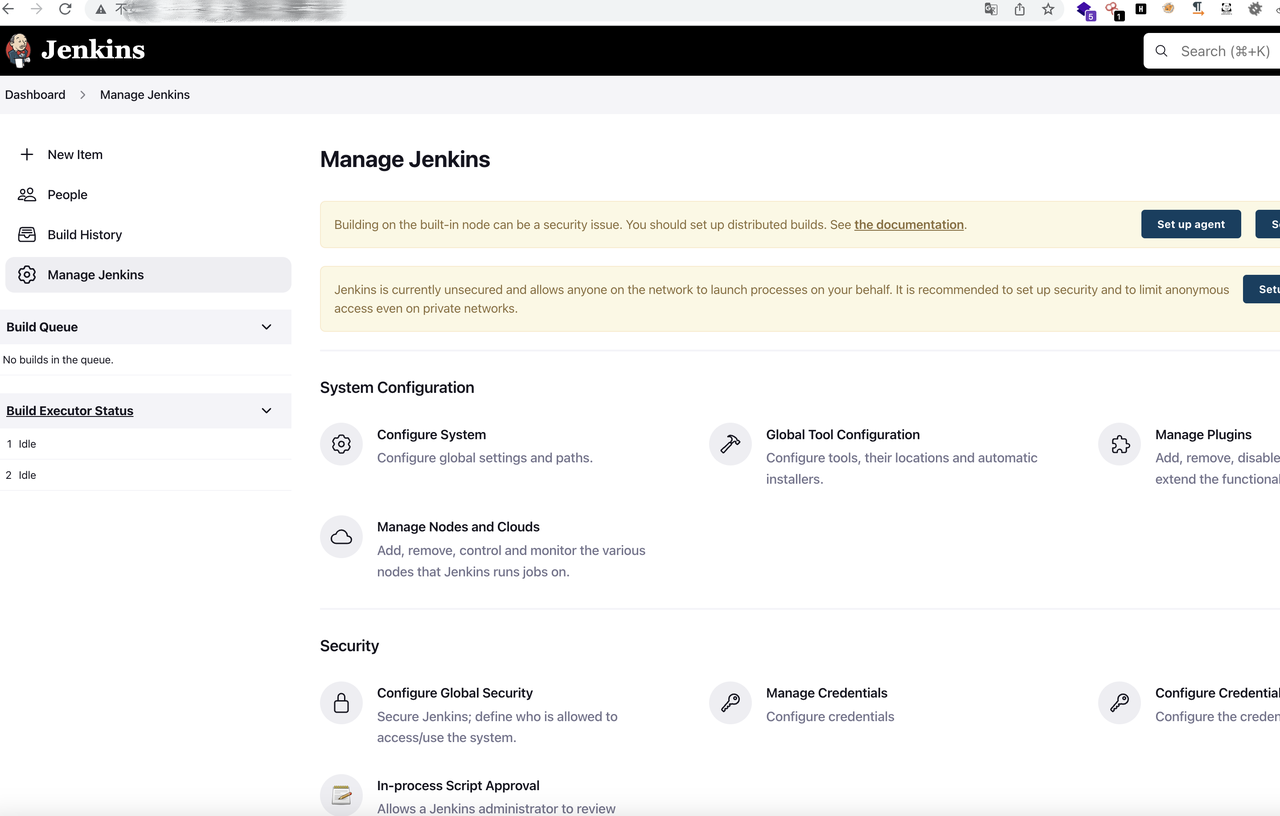 不
5
1
H
Jenkins
Search (⌘+K)
Dashboard
Manage Jenkins
New Item
People
Build History
Manage Jenkins
Build Queue
No builds in the queue.
Build Executor Status
1 Idle
2 Idle
Manage Jenkins
Building on the built-in node can be a security issue. You should set up distributed builds. See the documentation.
Set up agent
Jenkins is currently unsecured and allows anyone on the network to launch processes on your behalf. It is recommended to set up security and to limit anonymous
access even on private networks.
System Configuration
Configure System
Configure global settings and paths.
Global Tool Configuration
Configure tools, their locations and automatic
installers.
Manage Plugins
Add, remove, disable
extend the functional
Manage Nodes and Clouds
Add, remove, control and monitor the various
nodes that Jenkins runs jobs on.
Security
Configure Global Security
Secure Jenkins; define who is allowed to
access/use the system.
Manage Credentials
Configure credentials
Configure Credential
Configure the creden
In-process Script Approval
Allows a Jenkins administrator to review